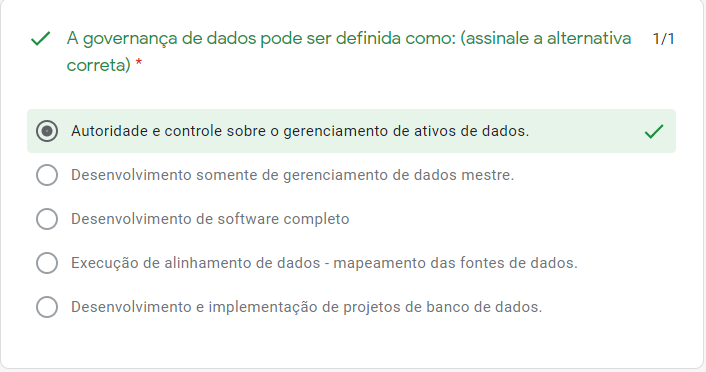 A governança de dados pode ser definida como: (assinale a alternativa 1/1
correta) *
Autoridade e controle sobre o gerenciamento de ativos de dados.
Desenvolvimento somente de gerenciamento de dados mestre.
Desenvolvimento de software completo
Execução de alinhamento de dados - mapeamento das fontes de dados.
Desenvolvimento e implementação de projetos de banco de dados.